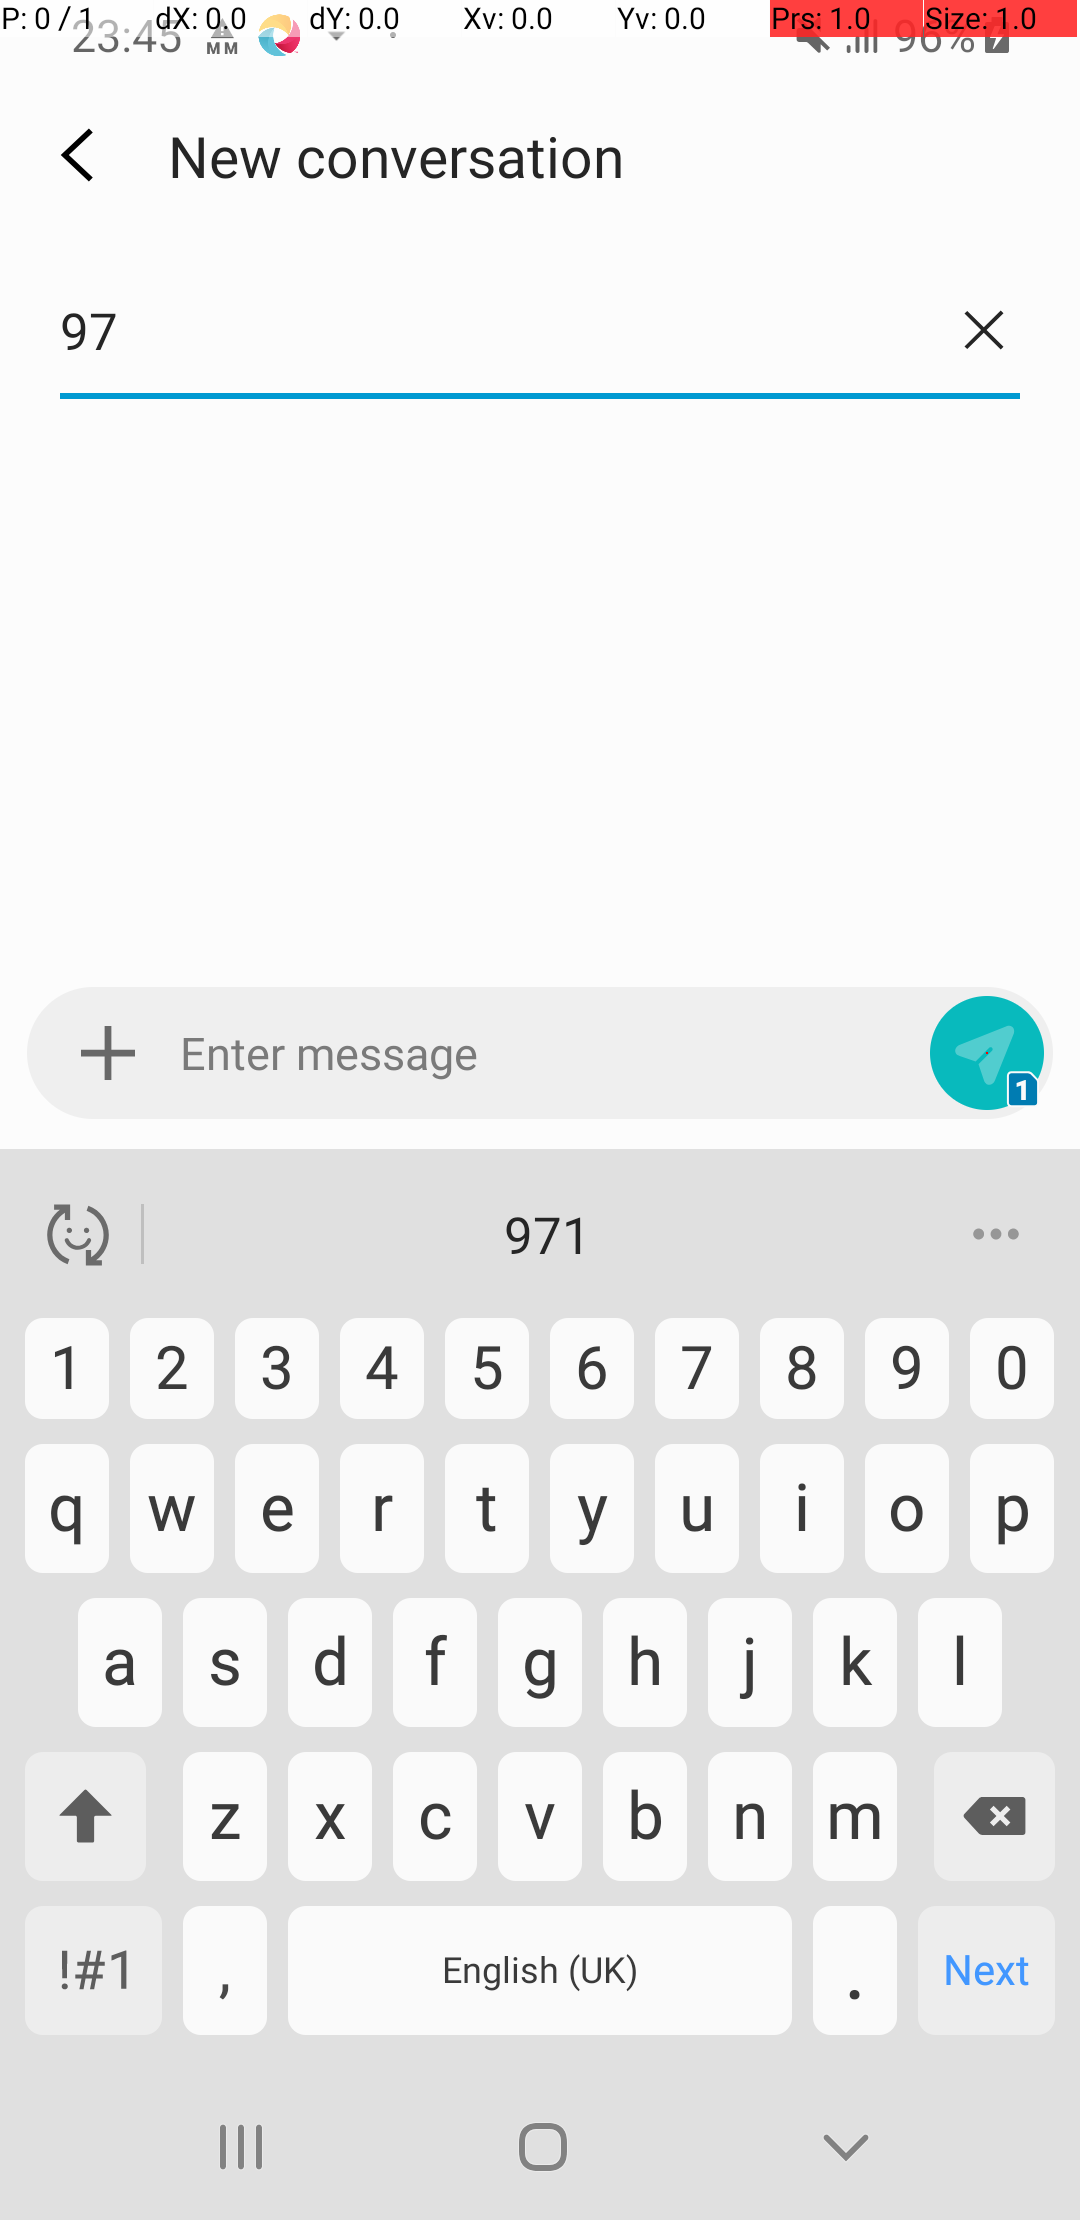 P: 0 / 1 dX: 0.0 dY: 0.0 Xv: 0.0 Yv: 0.0 Prs: 1.0 Size: 1.0
23:45 MM 96%
New conversation
97
Enter message
1
971
1 2 3 4 5 6 7 8 9 0
q w e r t y u i o p
a s d f g h j k l
z x c v b n m
!#1 , English (UK) . Next